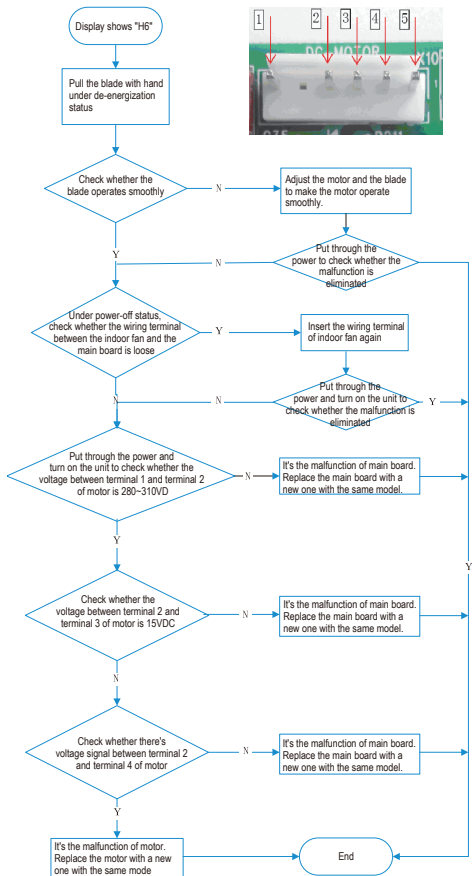 Display shows "H6"
1 2 3 4 5
DC-MOTOR
X10
Pull the blade with hand
under de-energization
status
Check whether the
blade operates smoothly
N
Adjust the motor and the blade
to make the motor operate
smoothly.
Y
N
Put through the
power to check whether the
malfunction is
eliminated
Under power-off status,
check whether the wiring terminal
between the indoor fan and the
main board is loose
Y
Insert the wiring terminal
of indoor fan again
N
N
Put through the
power and turn on the unit to
check whether the malfunction is
eliminated
Y
Put through the power and
turn on the unit to check whether the
voltage between terminal 1 and terminal 2
of motor is 280~310VD
N
It's the malfunction of main board.
Replace the main board with a
new one with the same model.
Y
Y
Check whether the
voltage between terminal 2 and
terminal 3 of motor is 15VDC
N
It's the malfunction of main board.
Replace the main board with a
new one with the same model.
N
Check whether there's
voltage signal between terminal 2
and terminal 4 of motor
N
It's the malfunction of main board.
Replace the main board with a
new one with the same model.
Y
It's the malfunction of motor.
Replace the motor with a new
one with the same mode
End